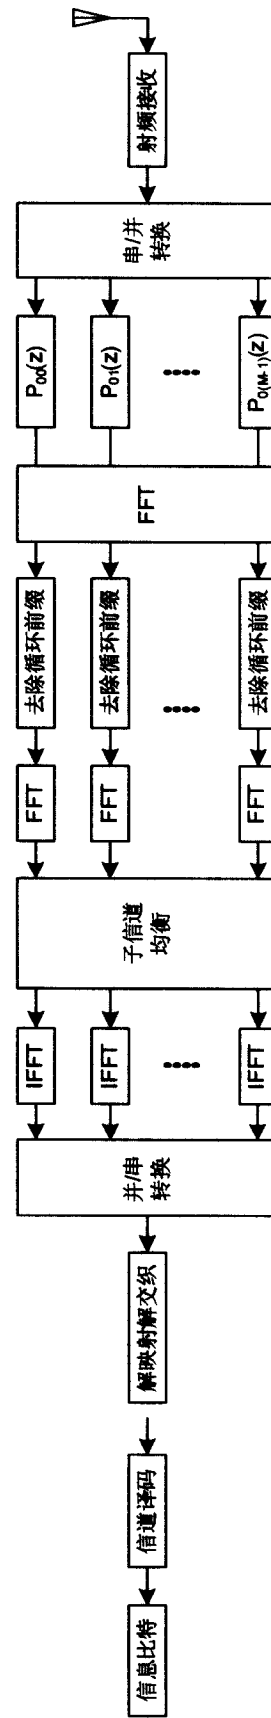 射频接收
串/并
转换
P00(z)
P01(z)
P0(M-1)(z)
FFT
去除循环前缀
去除循环前缀
去除循环前缀
FFT
FFT
FFT
子信道
均衡
IFFT
IFFT
IFFT
并/串
转换
解映射解交织
信道译码
信息比特